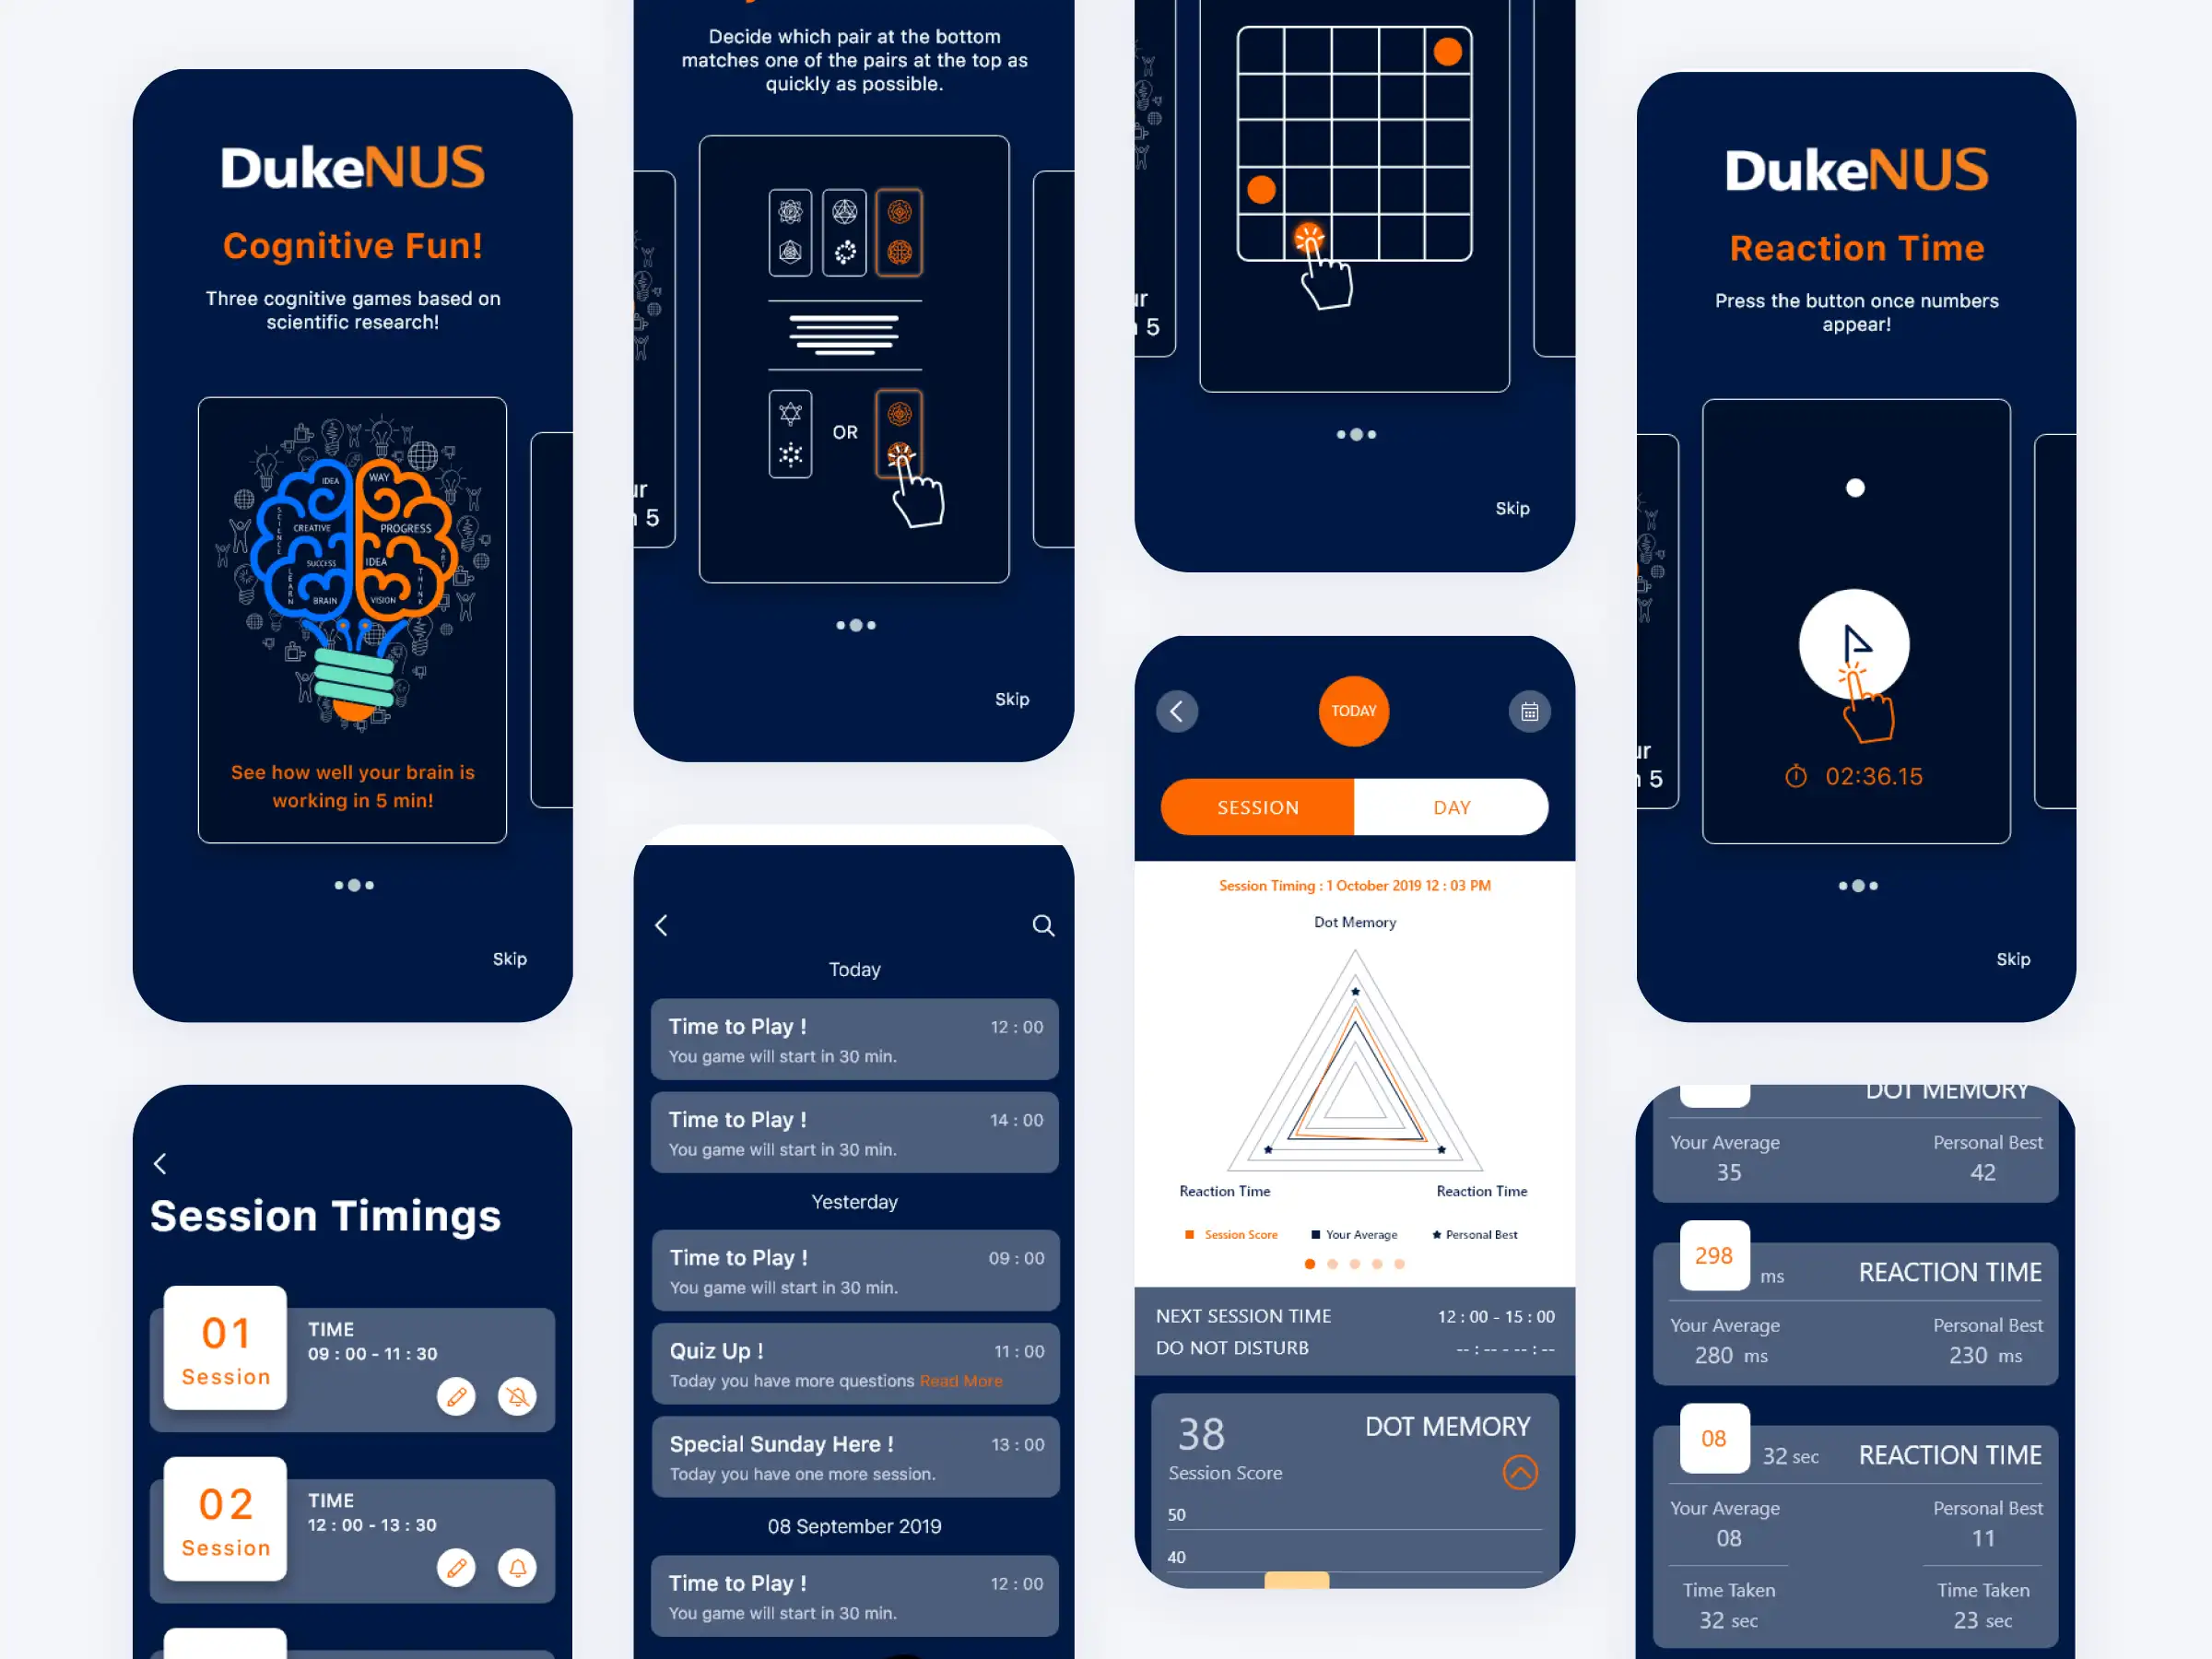 DukeNUS
Cognitive Fun!
Three cognitive games based on
scientific research!
IDEA
WAY
SCIENCE
CREATIVE
PROGRESS
ART
SUCCESS
IDEA
LEARN
THINK
BRAIN
VISION
See how well your brain is
working in 5 min!
Skip
Session Timings
01
Session
TIME
09 : 00 - 11 : 30
02
Session
TIME
12 : 00 - 13 : 30
Decide which pair at the bottom
matches one of the pairs at the top as
quickly as possible.
OR
ur
n 5
Skip
Today
Time to Play !
12 : 00
You game will start in 30 min.
Time to Play !
14 : 00
You game will start in 30 min.
Yesterday
Time to Play !
09 : 00
You game will start in 30 min.
Quiz Up !
11 : 00
Today you have more questions Read More
Special Sunday Here !
13 : 00
Today you have one more session.
08 September 2019
Time to Play !
12 : 00
You game will start in 30 min.
ur
n 5
Skip
TODAY
SESSION
DAY
Session Timing : 1 October 2019 12 : 03 PM
Dot Memory
Reaction Time
Reaction Time
Session Score
Your Average
Personal Best
NEXT SESSION TIME
12 : 00 - 15 : 00
DO NOT DISTURB
-- : -- - -- : --
38
DOT MEMORY
Session Score
50
40
DukeNUS
Reaction Time
Press the button once numbers
appear!
ur
n 5
02:36.15
Skip
DOT MEMORY
Your Average
Personal Best
35
42
298
ms
REACTION TIME
Your Average
Personal Best
280 ms
230 ms
08
32 sec
REACTION TIME
Your Average
Personal Best
08
11
Time Taken
Time Taken
32 sec
23 sec